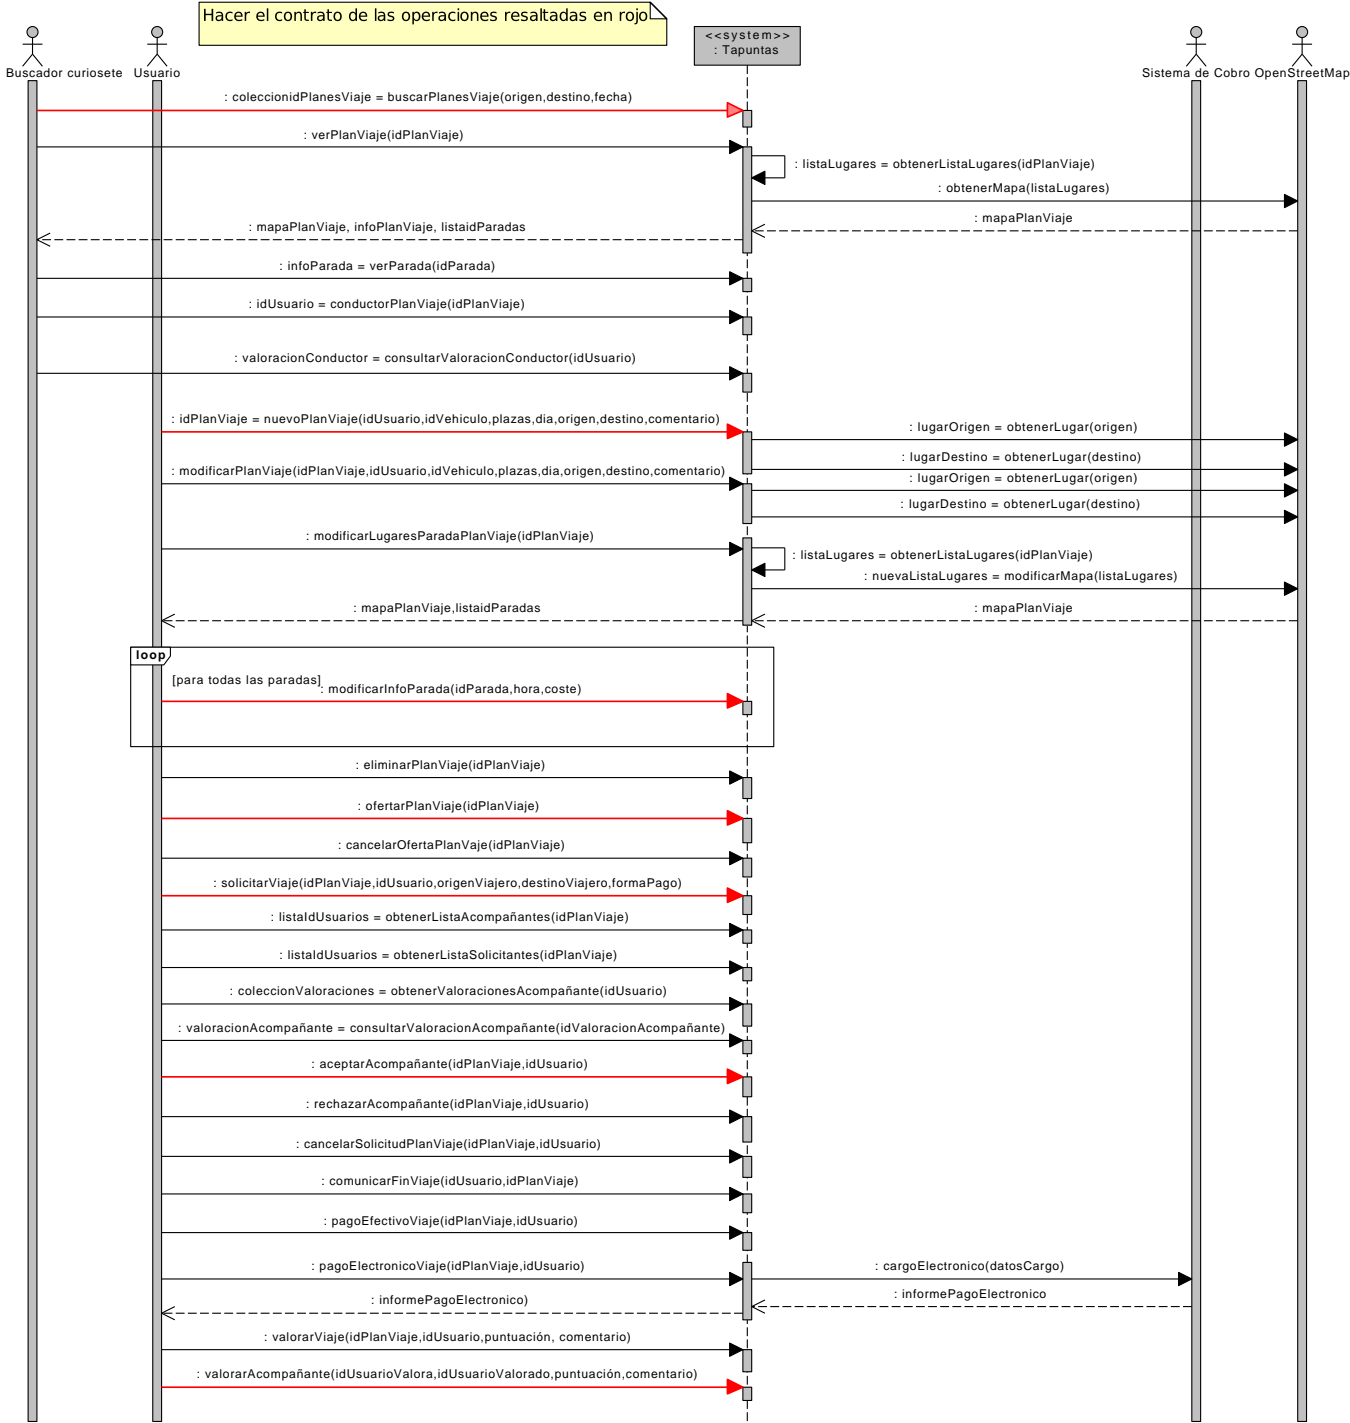 Hacer el contrato de las operaciones resaltadas en rojo
<<system>>
: Tapuntas
Buscador curiosete
Usuario
Sistema de Cobro
OpenStreetMap
: coleccionidPlanesViaje = buscarPlanesViaje(origen,destino,fecha)
: verPlanViaje(idPlanViaje)
: listaLugares = obtenerListaLugares(idPlanViaje)
: obtenerMapa(listaLugares)
: mapaPlanViaje
: mapaPlanViaje, infoPlanViaje, listaidParadas
: infoParada = verParada(idParada)
: idUsuario = conductorPlanViaje(idPlanViaje)
: valoracionConductor = consultarValoracionConductor(idUsuario)
: idPlanViaje = nuevoPlanViaje(idUsuario,idVehiculo,plazas,dia,origen,destino,comentario)
: lugarOrigen = obtenerLugar(origen)
: lugarDestino = obtenerLugar(destino)
: modificarPlanViaje(idPlanViaje,idUsuario,idVehiculo,plazas,dia,origen,destino,comentario)
: lugarOrigen = obtenerLugar(origen)
: lugarDestino = obtenerLugar(destino)
: modificarLugaresParadaPlanViaje(idPlanViaje)
: listaLugares = obtenerListaLugares(idPlanViaje)
: nuevaListaLugares = modificarMapa(listaLugares)
: mapaPlanViaje,listaidParadas
: mapaPlanViaje
loop
[para todas las paradas]
: modificarInfoParada(idParada,hora,coste)
: eliminarPlanViaje(idPlanViaje)
: ofertarPlanViaje(idPlanViaje)
: cancelarOfertaPlanVaje(idPlanViaje)
: solicitarViaje(idPlanViaje,idUsuario,origenViajero,destinoViajero,formaPago)
: listaIdUsuarios = obtenerListaAcompañantes(idPlanViaje)
: listaIdUsuarios = obtenerListaSolicitantes(idPlanViaje)
: coleccionValoraciones = obtenerValoracionesAcompañante(idUsuario)
: valoracionAcompañante = consultarValoracionAcompañante(idValoracionAcompañante)
: aceptarAcompañante(idPlanViaje,idUsuario)
: rechazarAcompañante(idPlanViaje,idUsuario)
: cancelarSolicitudPlanViaje(idPlanViaje,idUsuario)
: comunicarFinViaje(idUsuario,idPlanViaje)
: pagoEfectivoViaje(idPlanViaje,idUsuario)
: pagoElectronicoViaje(idPlanViaje,idUsuario)
: cargoElectronico(datosCargo)
: informePagoElectronico)
: informePagoElectronico
: valorarViaje(idPlanViaje,idUsuario,puntuación, comentario)
: valorarAcompañante(idUsuarioValora,idUsuarioValorado,puntuación,comentario)